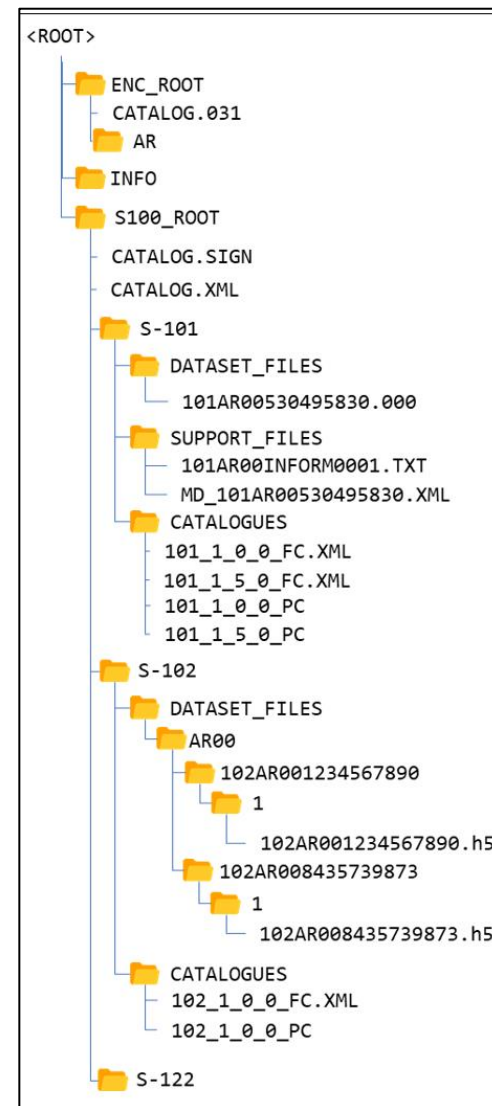 <ROOT>
ENC_ROOT
CATALOG.031
AR
INFO
S100_ROOT
CATALOG.SIGN
CATALOG.XML
S-101
DATASET_FILES
101AR00530495830.000
SUPPORT_FILES
101AR00INFORM0001.TXT
MD_101AR00530495830.XML
CATALOGUES
101_1_0_0_FC.XML
101_1_5_0_FC.XML
101_1_0_0_PC
101_1_5_0_PC
S-102
DATASET_FILES
AR00
102AR001234567890
1
102AR001234567890.h5
102AR008435739873
1
102AR008435739873.h5
CATALOGUES
102_1_0_0_FC.XML
102_1_0_0_PC
S-122